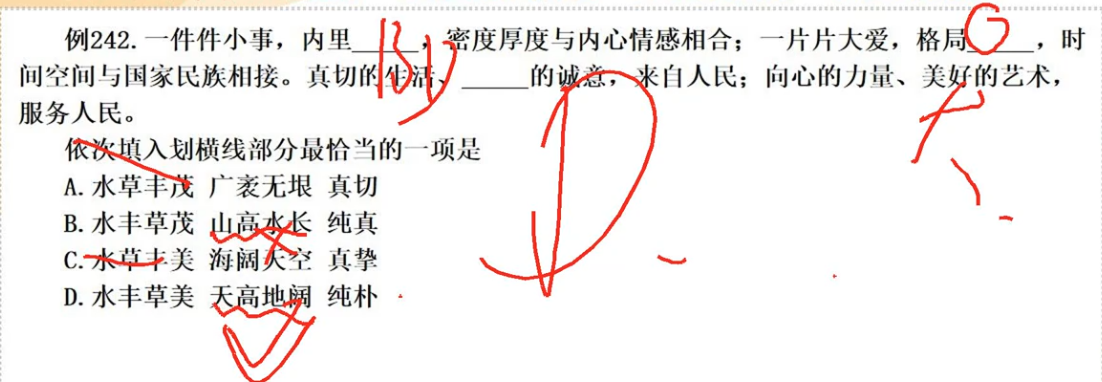 例242.一件件小事，内里_____，密度厚度与内心情感相合；一片片大爱，格局_____，时
间空间与国家民族相接。真切的生活、_____的诚意，来自人民；向心的力量、美好的艺术，
服务人民。
依次填入划横线部分最恰当的一项是
A.水草丰茂 广袤无垠 真切
B.水丰草茂 山高水长 纯真
C.水草丰美 海阔天空 真挚
D.水丰草美 天高地阔 纯朴